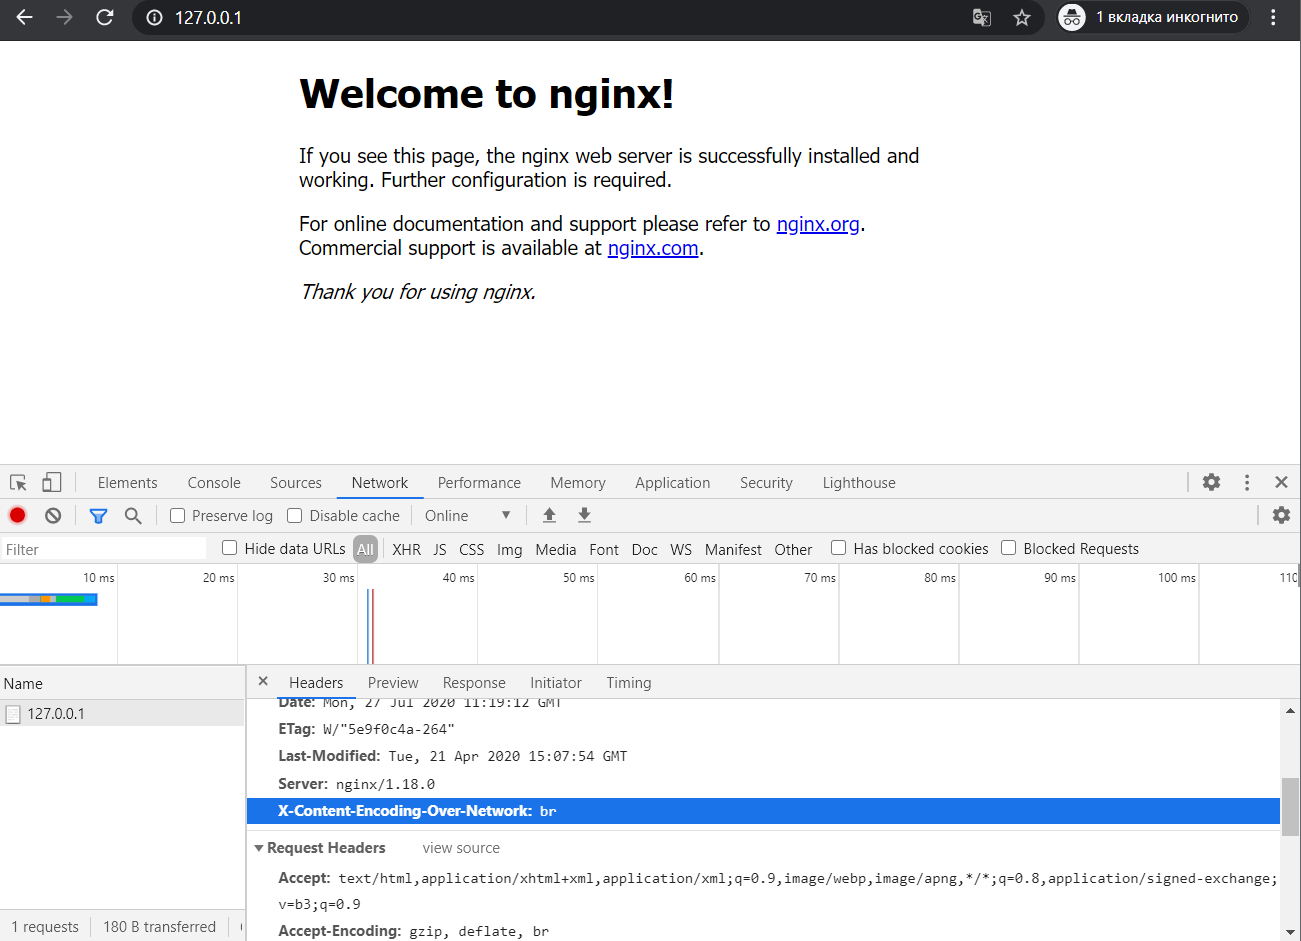 127.0.0.1
1 вкладка инкогнито
Welcome to nginx!
If you see this page, the nginx web server is successfully installed and
working. Further configuration is required.
For online documentation and support please refer to nginx.org.
Commercial support is available at nginx.com.
Thank you for using nginx.
Elements Console Sources Network Performance Memory Application Security Lighthouse
Preserve log Disable cache Online
Filter Hide data URLs All XHR JS CSS Img Media Font Doc WS Manifest Other Has blocked cookies Blocked Requests
10 ms 20 ms 30 ms 40 ms 50 ms 60 ms 70 ms 80 ms 90 ms 100 ms 110
Name
Headers Preview Response Initiator Timing
127.0.0.1
Date: Mon, 27 Jul 2020 11:19:12 GMT
ETag: W/"5e9f0c4a-264"
Last-Modified: Tue, 21 Apr 2020 15:07:54 GMT
Server: nginx/1.18.0
X-Content-Encoding-Over-Network: br
Request Headers view source
Accept: text/html,application/xhtml+xml,application/xml;q=0.9,image/webp,image/apng,*/*;q=0.8,application/signed-exchange;
v=b3;q=0.9
Accept-Encoding: gzip, deflate, br
1 requests 180 B transferred